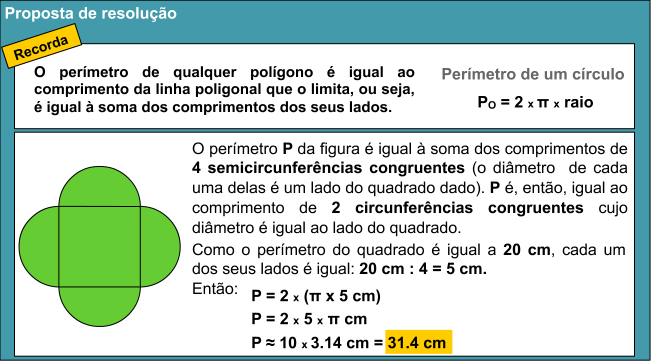 Proposta de resolução
Recorda
O perímetro de qualquer polígono é igual ao
comprimento da linha poligonal que o limita, ou seja,
é igual à soma dos comprimentos dos seus lados.
Perímetro de um círculo
P○ = 2 x π x raio
O perímetro P da figura é igual à soma dos comprimentos de
4 semicircunferências congruentes (o diâmetro de cada
uma delas é um lado do quadrado dado). P é, então, igual ao
comprimento de 2 circunferências congruentes cujo
diâmetro é igual ao lado do quadrado.
Como o perímetro do quadrado é igual a 20 cm, cada um
dos seus lados é igual: 20 cm : 4 = 5 cm.
Então:
P = 2 x (π x 5 cm)
P = 2 x 5 x π cm
P ≈ 10 x 3.14 cm = 31.4 cm